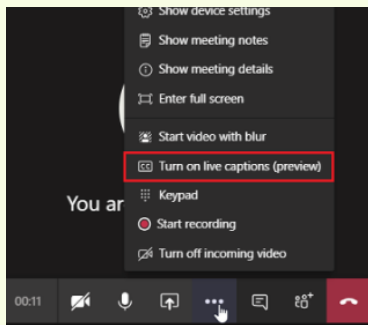 Show device settings
Show meeting notes
Show meeting details
Enter full screen
Start video with blur
CC Turn on live captions (preview)
You ar
Keypad
Start recording
Turn off incoming video
00:11